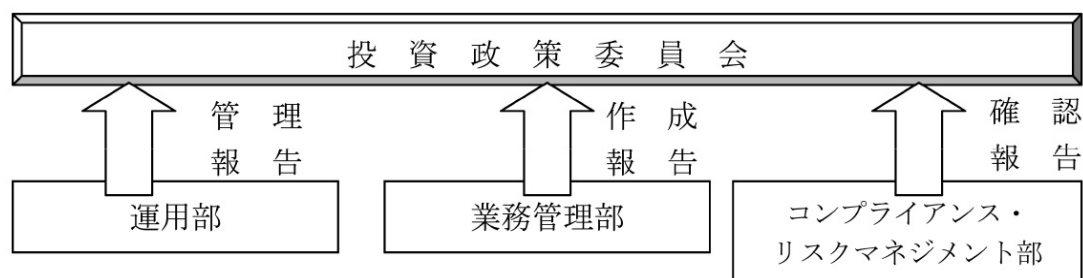 投資政策委員会
管理
報告
作成
報告
確認
報告
運用部
業務管理部
コンプライアンス・
リスクマネジメント部